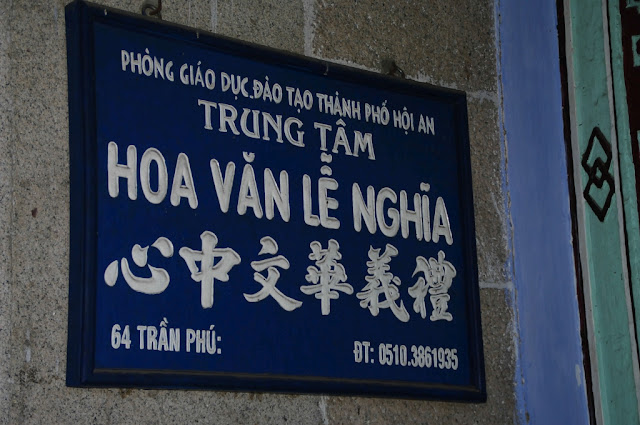 PHÒNG GIÁO DỤC.ĐÀO TẠO THÀNH PHỐ HỘI AN
TRUNG TÂM
HOA VĂN LỄ NGHĨA
心中文華義禮
64 TRẦN PHÚ:
ĐT: 0510.3861935